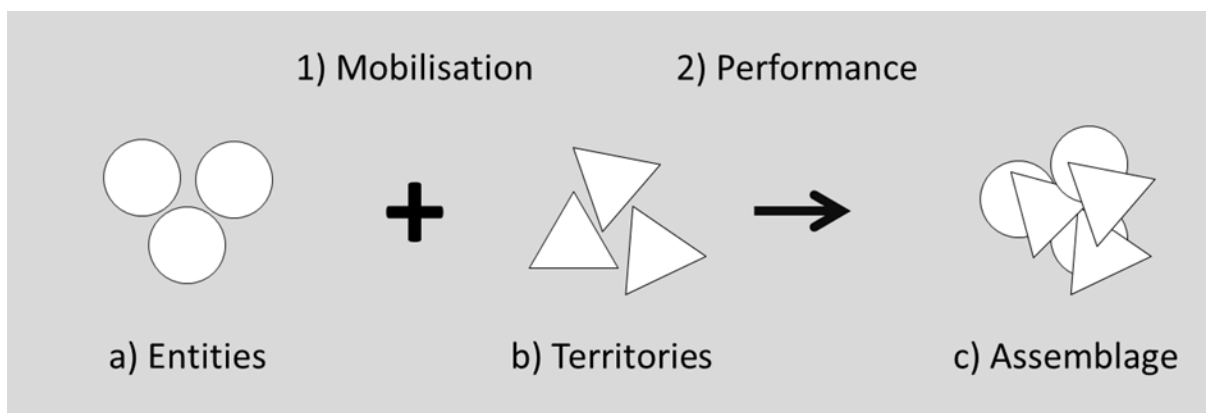 1) Mobilisation
2) Performance
a) Entities
b) Territories
c) Assemblage